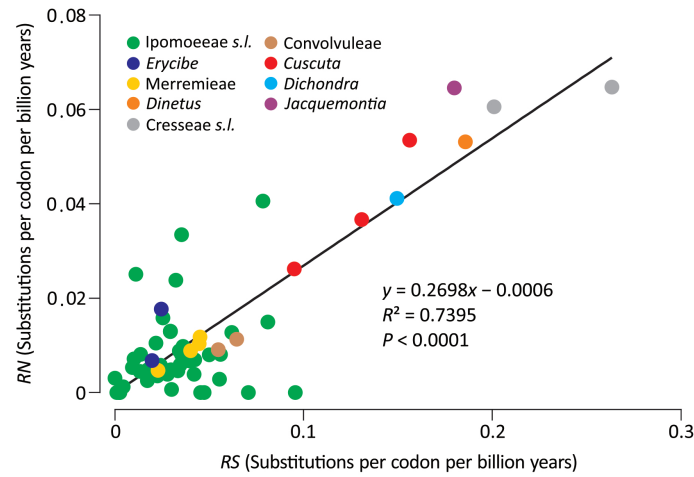 0.08
0.06
0.04
0.02
0
RN (Substitutions per codon per billion years)
Ipomoeeae s.l.
Erycibe
Merremieae
Dinetus
Cresseae s.l.
Convolvuleae
Cuscuta
Dichondra
Jacquemontia
y = 0.2698x − 0.0006
R² = 0.7395
P < 0.0001
0 0.1 0.2 0.3
RS (Substitutions per codon per billion years)